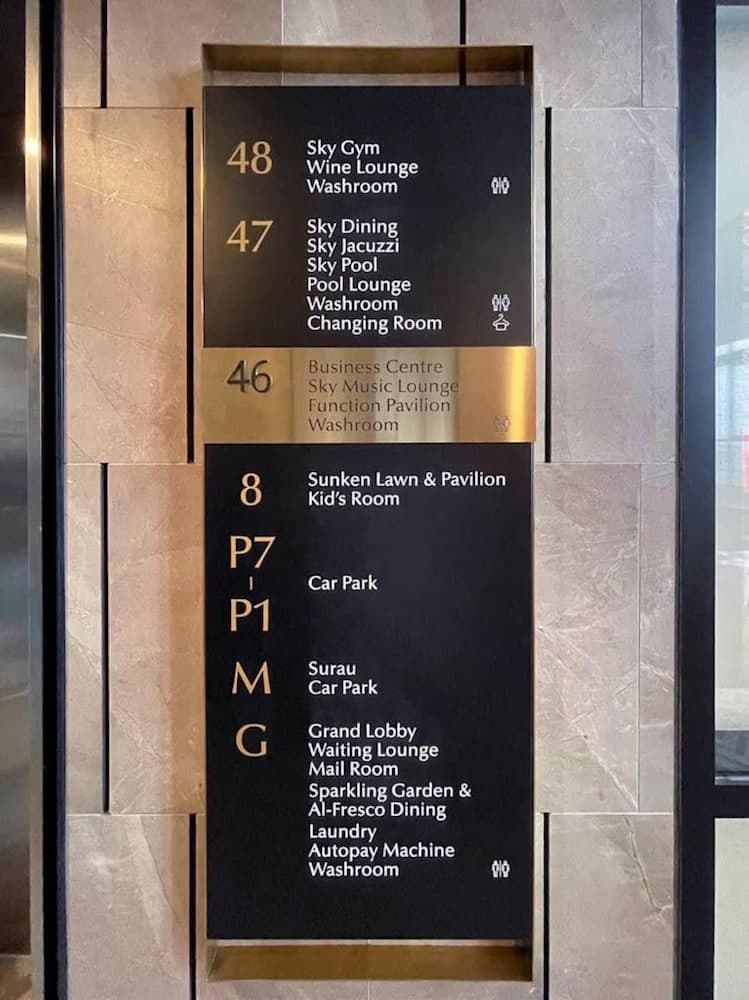 48
Sky Gym
Wine Lounge
Washroom
47
Sky Dining
Sky Jacuzzi
Sky Pool
Pool Lounge
Washroom
Changing Room
46
Business Centre
Sky Music Lounge
Function Pavilion
Washroom
8
Sunken Lawn & Pavilion
Kid's Room
P7
-
P1
Car Park
M
Surau
Car Park
G
Grand Lobby
Waiting Lounge
Mail Room
Sparkling Garden &
Al-Fresco Dining
Laundry
Autopay Machine
Washroom